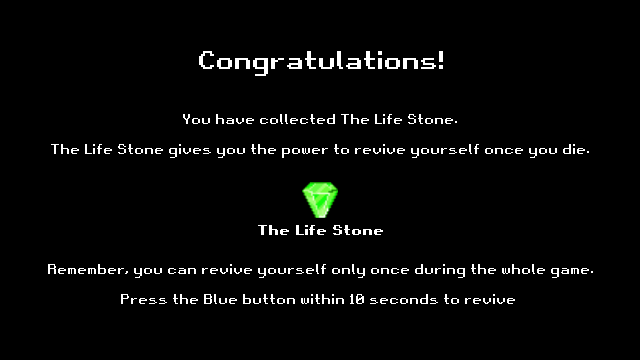 Congratulations!
You have collected The Life Stone.
The Life Stone gives you the power to revive yourself once you die.
The Life Stone
Remember, you can revive yourself only once during the whole game.
Press the Blue button within 10 seconds to revive